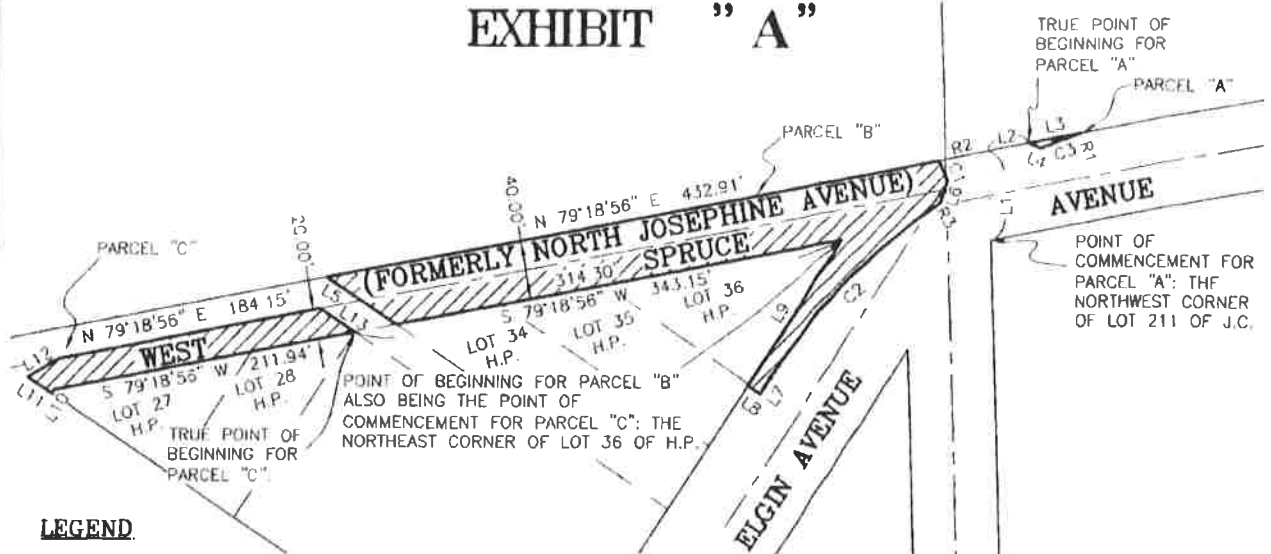 EXHIBIT "A"
TRUE POINT OF
BEGINNING FOR
PARCEL "A"
PARCEL "A"
PARCEL "B"
R2
L2
L3
C3
R1
C1
R3
L1
AVENUE
N 79°18'56" E 432.91'
40.00'
(FORMERLY NORTH JOSEPHINE AVENUE)
SPRUCE
314.30'
S 79°18'56" W 343.15'
20.00'
PARCEL "C"
N 79°18'56" E 184.15'
L5
L13
L12
WEST
S 79°18'56" W 211.94'
L11
L10
LOT 27
H.P.
LOT 28
H.P.
LOT 34
H.P.
LOT 35
H.P.
LOT 36
H.P.
L9
C2
L7
L8
POINT OF
COMMENCEMENT FOR
PARCEL "A": THE
NORTHWEST CORNER
OF LOT 211 OF J.C.
POINT OF BEGINNING FOR PARCEL "B"
ALSO BEING THE POINT OF
COMMENCEMENT FOR PARCEL "C": THE
NORTHEAST CORNER OF LOT 36 OF H.P.
TRUE POINT OF
BEGINNING FOR
PARCEL "C".
ELGIN AVENUE
LEGEND